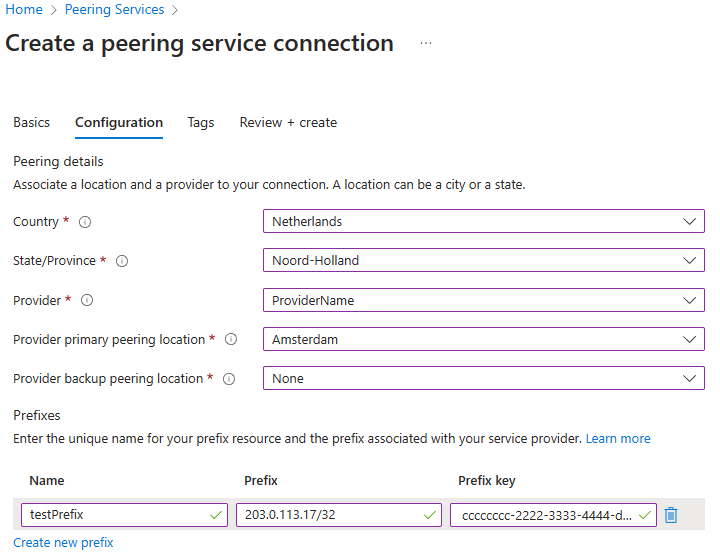 Home > Peering Services >
Create a peering service connection ...
Basics Configuration Tags Review + create
Peering details
Associate a location and a provider to your connection. A location can be a city or a state.
Country * Netherlands
State/Province * Noord-Holland
Provider * ProviderName
Provider primary peering location * Amsterdam
Provider backup peering location * None
Prefixes
Enter the unique name for your prefix resource and the prefix associated with your service provider. Learn more
Name Prefix Prefix key
testPrefix 203.0.113.17/32 cccccccc-2222-3333-4444-d...
Create new prefix